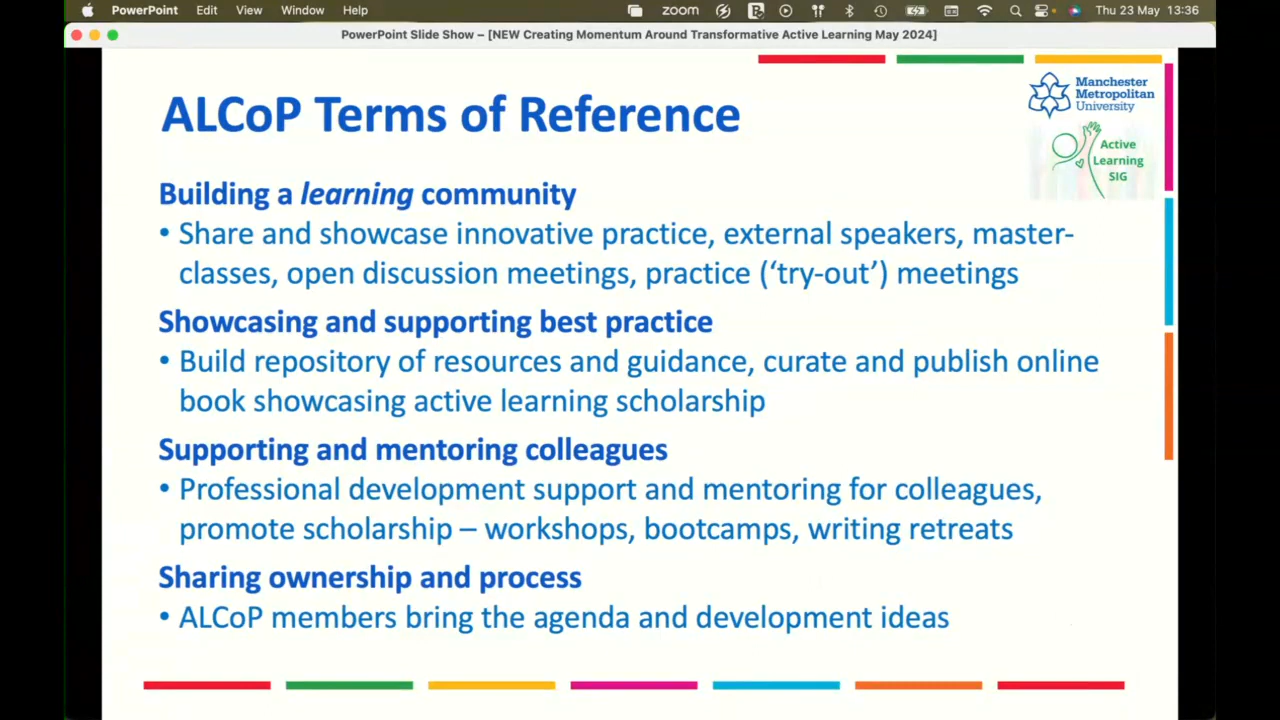 PowerPoint Edit View Window Help zoom Thu 23 May 13:36
PowerPoint Slide Show – [NEW Creating Momentum Around Transformative Active Learning May 2024]
Manchester
Metropolitan
University
Active
Learning
SIG
ALCoP Terms of Reference
Building a learning community
• Share and showcase innovative practice, external speakers, master-
classes, open discussion meetings, practice (‘try-out’) meetings
Showcasing and supporting best practice
• Build repository of resources and guidance, curate and publish online
book showcasing active learning scholarship
Supporting and mentoring colleagues
• Professional development support and mentoring for colleagues,
promote scholarship – workshops, bootcamps, writing retreats
Sharing ownership and process
• ALCoP members bring the agenda and development ideas